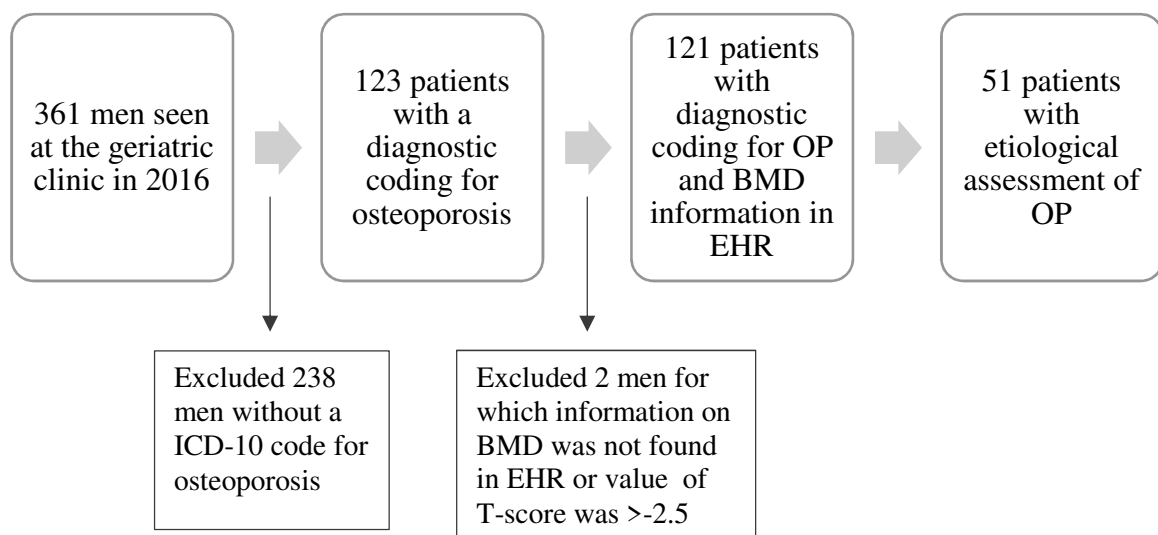 361 men seen
at the geriatric
clinic in 2016
123 patients
with a
diagnostic
coding for
osteoporosis
121 patients
with
diagnostic
coding for OP
and BMD
information in
EHR
51 patients
with
etiological
assessment of
OP
Excluded 238
men without a
ICD-10 code for
osteoporosis
Excluded 2 men for
which information on
BMD was not found
in EHR or value of
T-score was >-2.5